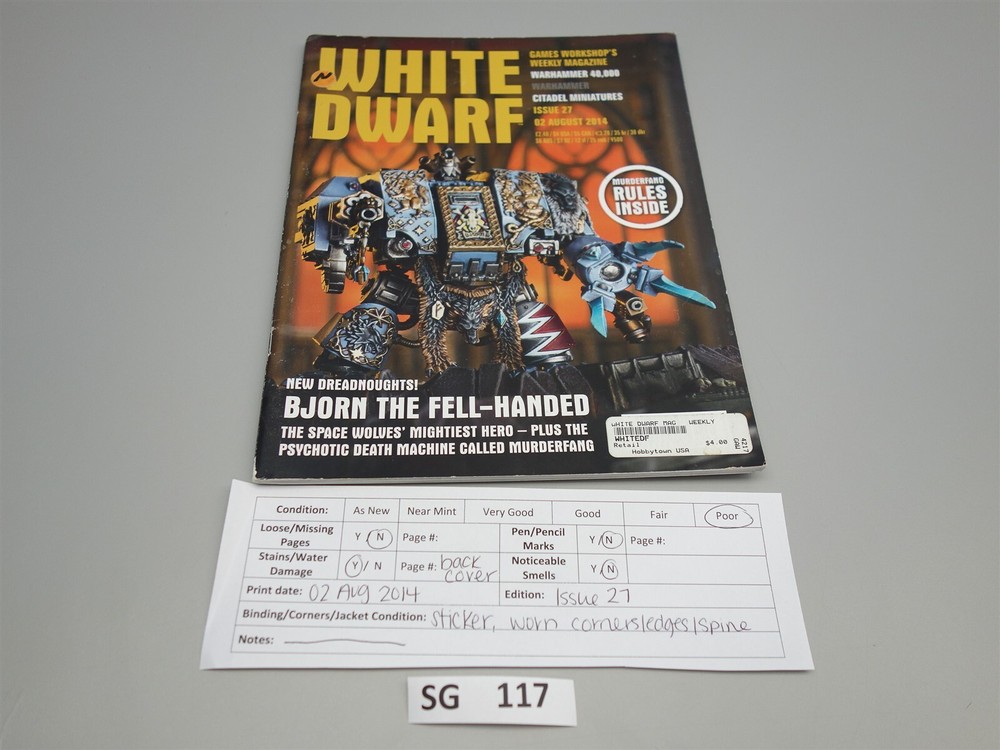 WHITE DWARF
N
GAMES WORKSHOP'S
WEEKLY MAGAZINE
WARHAMMER 40,000
WARHAMMER
CITADEL MINIATURES
ISSUE 27
02 AUGUST 2014
MURDERFANG
RULES
INSIDE
NEW DREADNOUGHTS!
BJORN THE FELL-HANDED
THE SPACE WOLVES' MIGHTIEST HERO – PLUS THE
PSYCHOTIC DEATH MACHINE CALLED MURDERFANG
WHITE DWARF MAG WEEKLY
WHITEDF
Retail $4.00
Hobbytown USA
4217
GAW
Condition: As New Near Mint Very Good Good Fair Poor
Loose/Missing Pages Y / N Page #: Pen/Pencil Marks Y / N Page #:
Stains/Water Damage Y / N Page #: back cover Noticeable Smells Y / N
Print date: 02 Aug 2014 Edition: Issue 27
Binding/Corners/Jacket Condition: sticker, worn corners/edges/spine
Notes:
SG 117